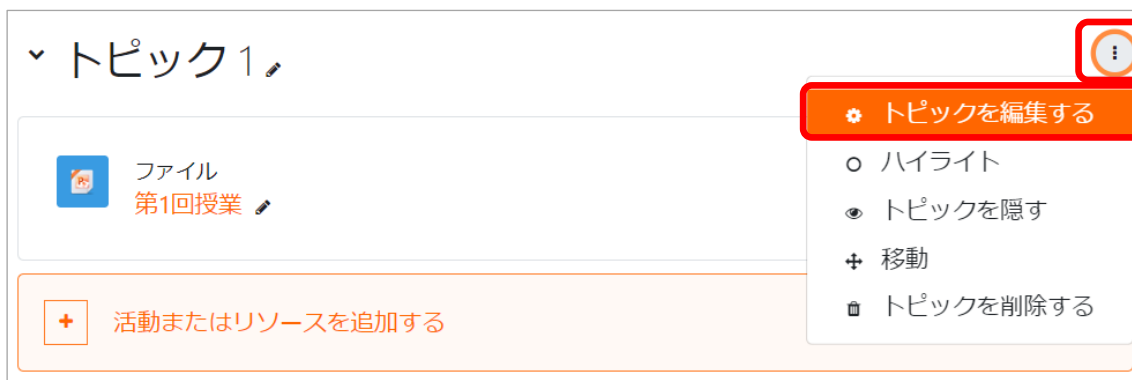 トピック 1
トピックを編集する
ファイル
第1回授業
ハイライト
トピックを隠す
移動
トピックを削除する
活動またはリソースを追加する